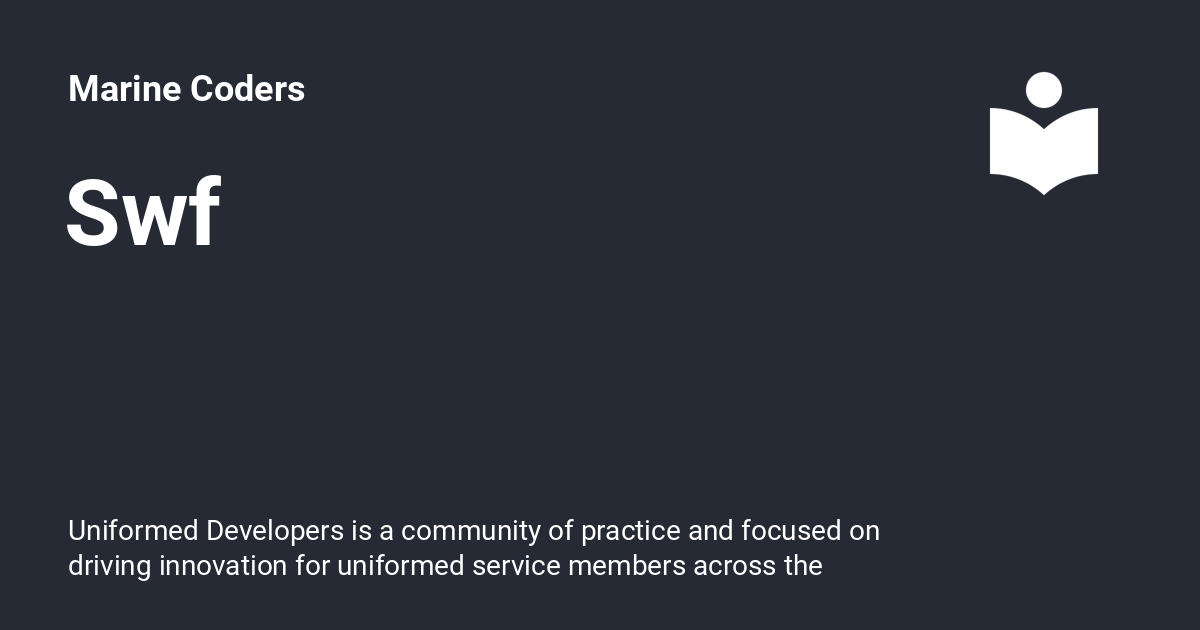 Marine Coders
Swf
Uniformed Developers is a community of practice and focused on
driving innovation for uniformed service members across the